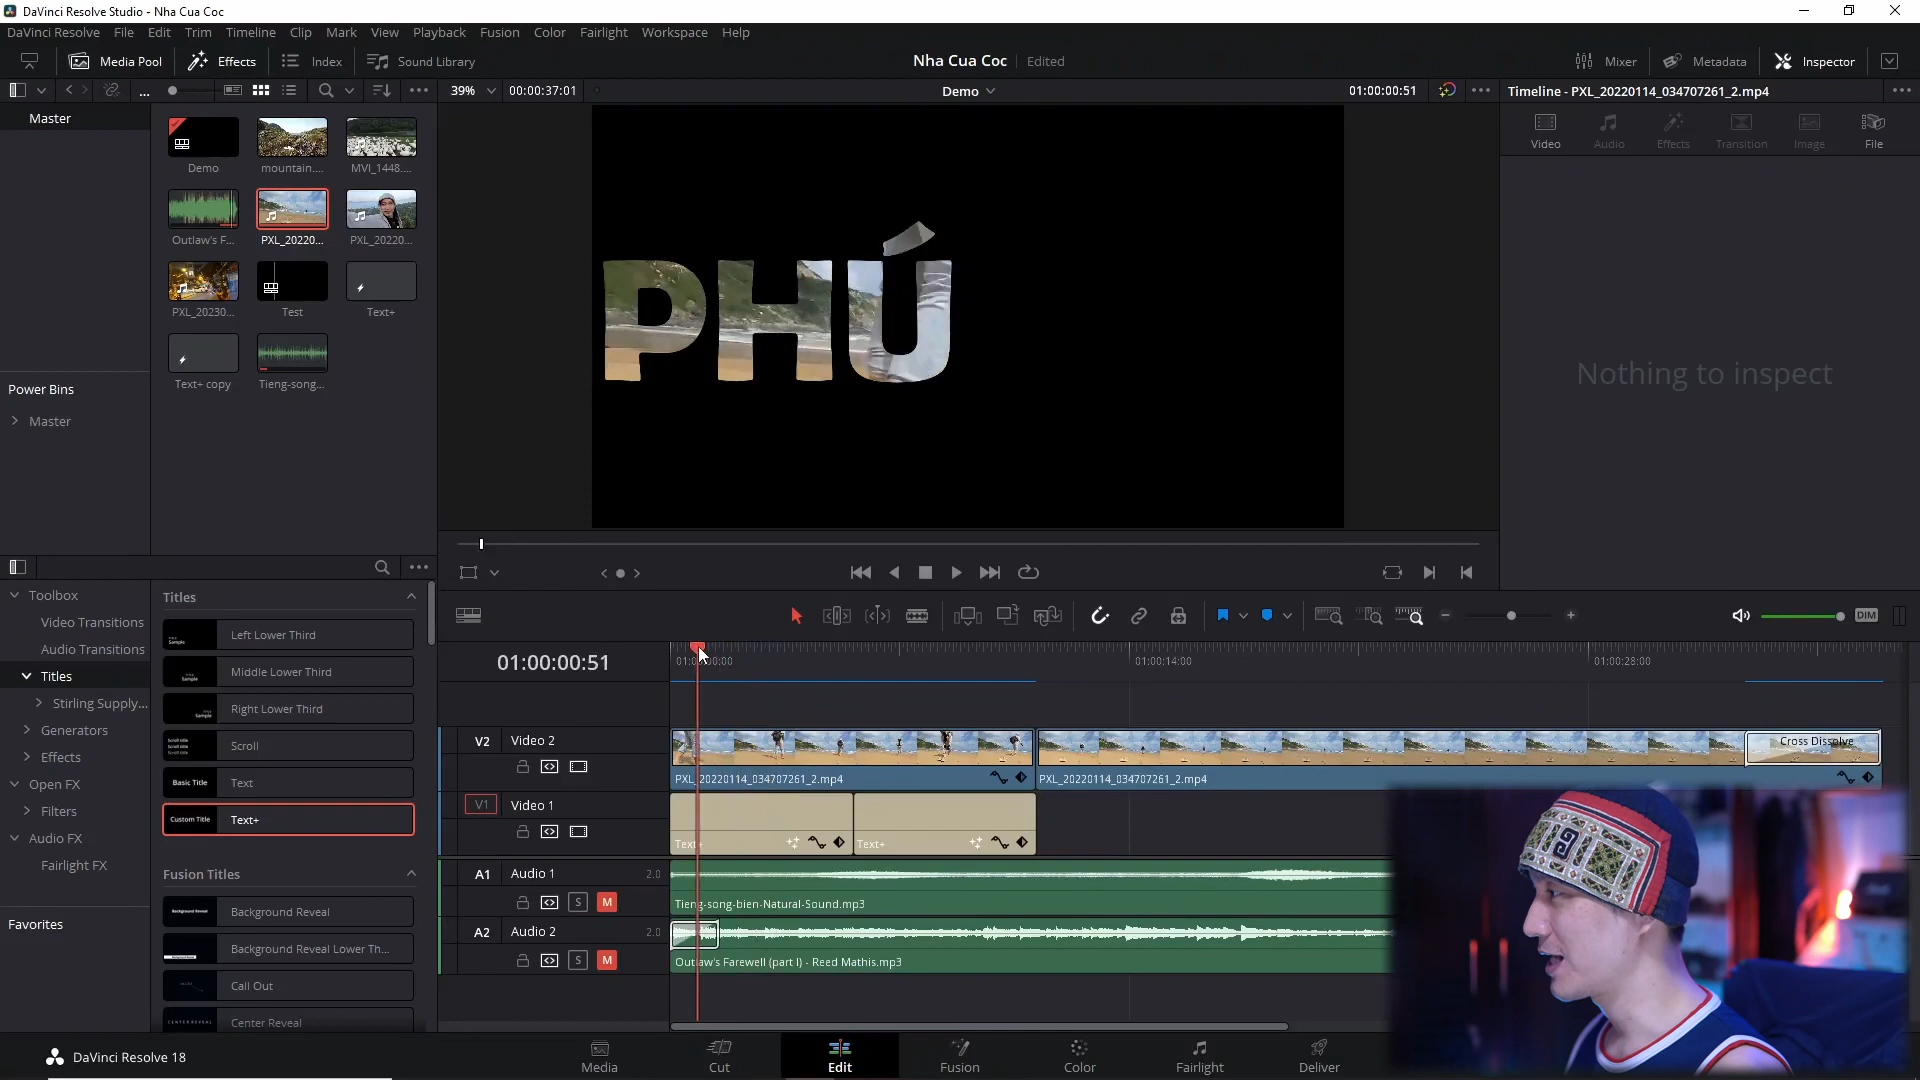 DaVinci Resolve Studio - Nha Cua Coc
DaVinci Resolve File Edit Trim Timeline Clip Mark View Playback Fusion Color Fairlight Workspace Help
Media Pool Effects Index Sound Library Nha Cua Coc Edited Mixer Metadata Inspector
... 39% 00:00:37:01 Demo 01:00:00:51 Timeline - PXL_20220114_034707261_2.mp4
Master
Demo mountain.... MVI_1448....
Outlaw's F... PXL_20220... PXL_20220...
PXL_20230... Test Text+
Text+ copy Tieng-song...
Power Bins
Master
PHÚ
Video Audio Effects Transition Image File
Nothing to inspect
Toolbox
Video Transitions
Audio Transitions
Titles
Stirling Supply...
Generators
Effects
Open FX
Filters
Audio FX
Fairlight FX
Favorites
Titles
Left Lower Third
Middle Lower Third
Right Lower Third
Scroll
Basic Title Text
Custom Title Text+
Fusion Titles
Background Reveal Background Reveal
Background Reveal Lower Th...
Call Out
CENTER REVEAL Center Reveal
DIM
01:00:00:51 01:00:14:00 01:00:28:00
V2 Video 2 Cross Dissolve
PXL_20220114_034707261_2.mp4 PXL_20220114_034707261_2.mp4
V1 Video 1
Text+ Text+
A1 Audio 1 2.0
S M Tieng-song-bien-Natural-Sound.mp3
A2 Audio 2 2.0
S M Outlaw's Farewell (part I) - Reed Mathis.mp3
DaVinci Resolve 18 Media Cut Edit Fusion Color Fairlight Deliver